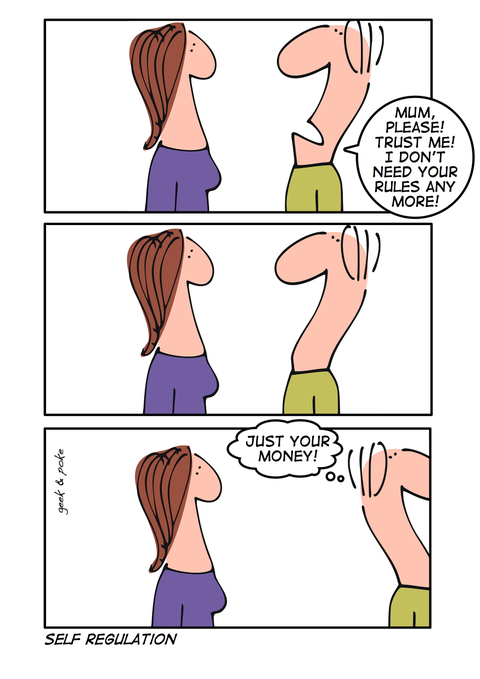 MUM,
PLEASE!
TRUST ME!
I DON'T
NEED YOUR
RULES ANY
MORE!
JUST YOUR
MONEY!
geek & poke
SELF REGULATION